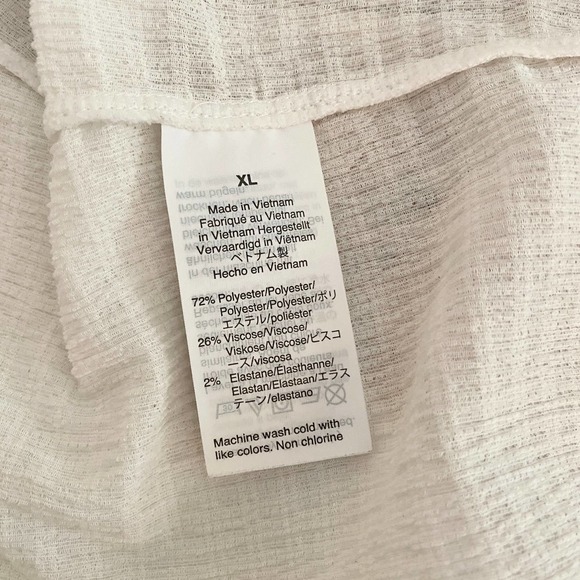 XL
Made in Vietnam
Fabriqué au Vietnam
in Vietnam Hergestellt
Vervaardigd in Viêtnam
ベトナム製
Hecho en Vietnam
72% Polyester/Polyester/
Polyester/Polyester/ポリ
エステル/poliéster
26% Viscose/Viscose/
Viskose/Viscose/ビスコ
ース/viscosa
2% Elastane/Élasthanne/
Elastan/Elastaan/エラス
テーン/elastano
Machine wash cold with
like colors. Non chlorine